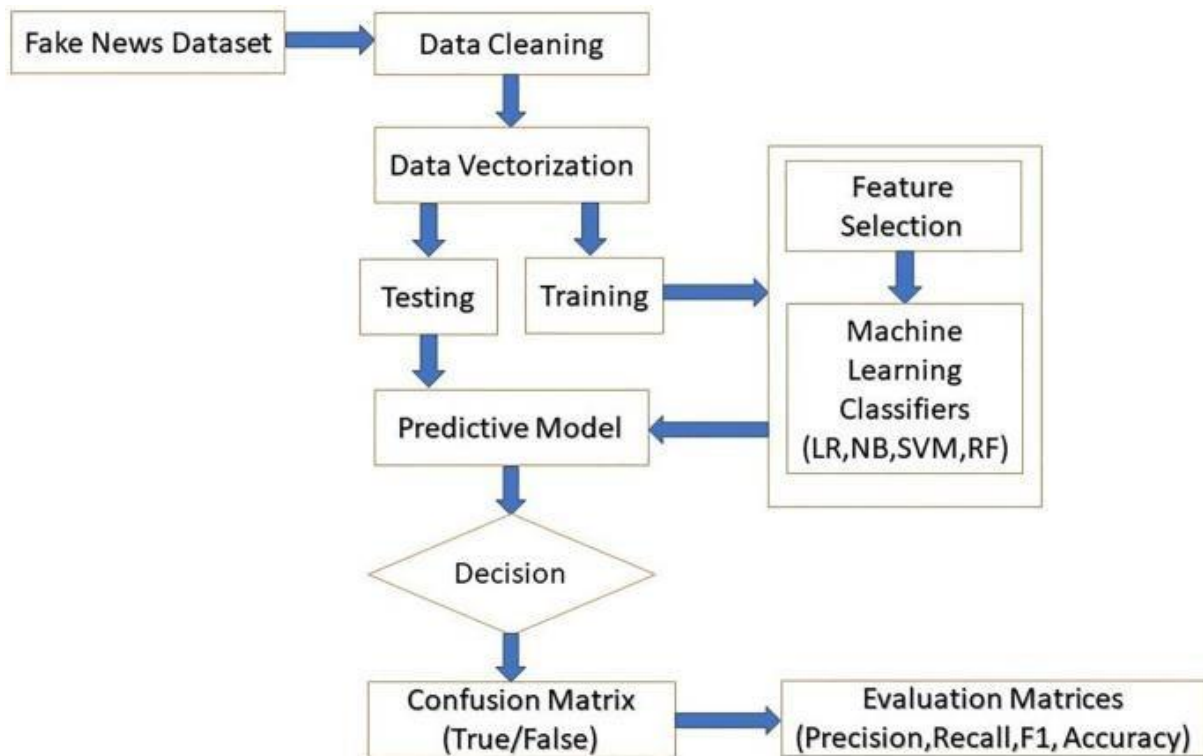 Fake News Dataset
Data Cleaning
Data Vectorization
Feature
Selection
Testing
Training
Machine
Learning
Classifiers
(LR,NB,SVM,RF)
Predictive Model
Decision
Confusion Matrix
(True/False)
Evaluation Matrices
(Precision,Recall,F1, Accuracy)